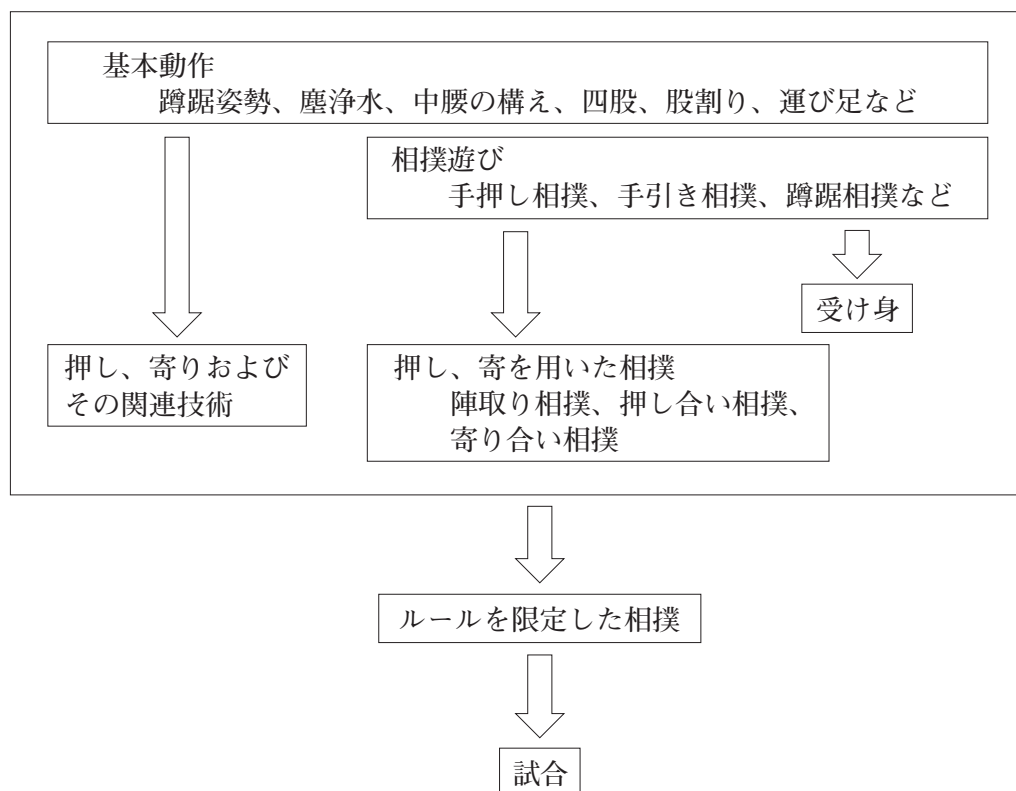 基本動作
蹲踞姿勢、塵浄水、中腰の構え、四股、股割り、運び足など
相撲遊び
手押し相撲、手引き相撲、蹲踞相撲など
受け身
押し、寄りおよび
その関連技術
押し、寄を用いた相撲
陣取り相撲、押し合い相撲、
寄り合い相撲
ルールを限定した相撲
試合